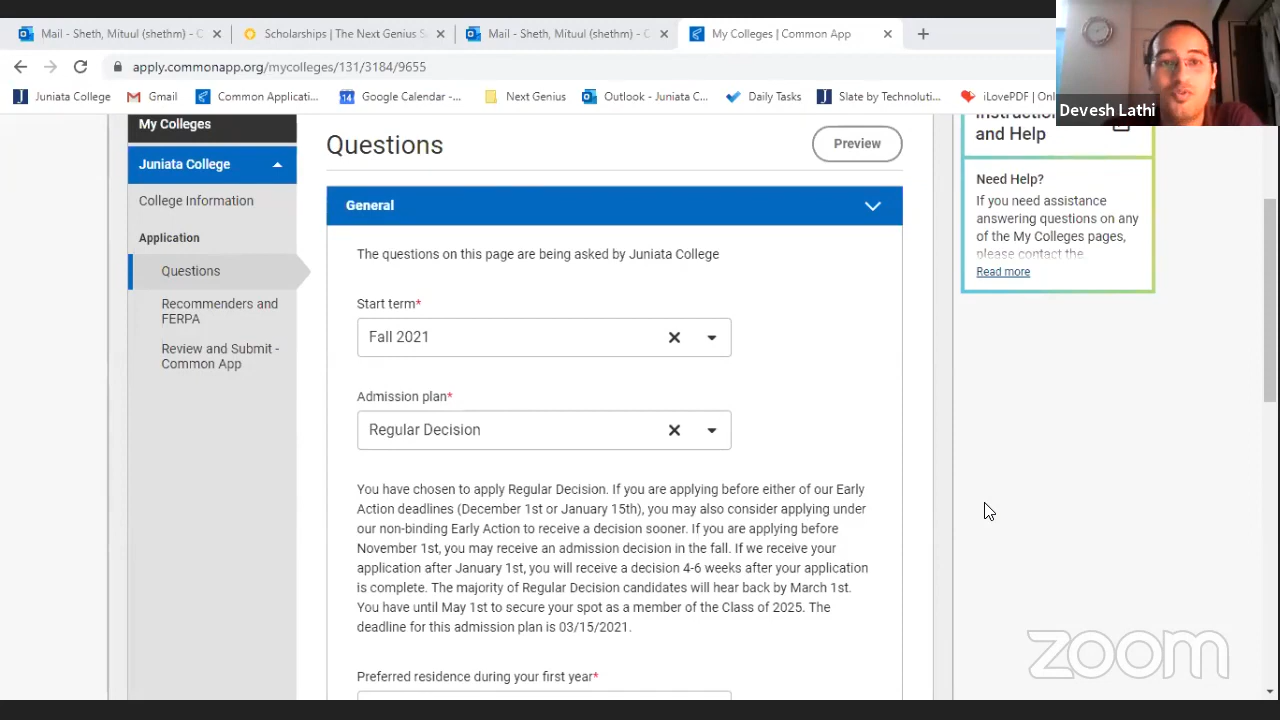 Mail - Sheth, Mituul (shethm) - C
Scholarships | The Next Genius S
Mail - Sheth, Mituul (shethm) - C
My Colleges | Common App
apply.commonapp.org/mycolleges/131/3184/9655
Juniata College
Gmail
Common Applicati...
14
Google Calendar -...
Next Genius
Outlook - Juniata C...
Daily Tasks
Slate by Technoluti...
iLovePDF | Onl
Devesh Lathi
My Colleges
Juniata College
College Information
Application
Questions
Recommenders and
FERPA
Review and Submit -
Common App
Questions
Preview
General
The questions on this page are being asked by Juniata College
Start term*
Fall 2021
Admission plan*
Regular Decision
You have chosen to apply Regular Decision. If you are applying before either of our Early
Action deadlines (December 1st or January 15th), you may also consider applying under
our non-binding Early Action to receive a decision sooner. If you are applying before
November 1st, you may receive an admission decision in the fall. If we receive your
application after January 1st, you will receive a decision 4-6 weeks after your application
is complete. The majority of Regular Decision candidates will hear back by March 1st.
You have until May 1st to secure your spot as a member of the Class of 2025. The
deadline for this admission plan is 03/15/2021.
Preferred residence during your first year*
and Help
Need Help?
If you need assistance
answering questions on any
of the My Colleges pages,
please contact the
Read more
zoom